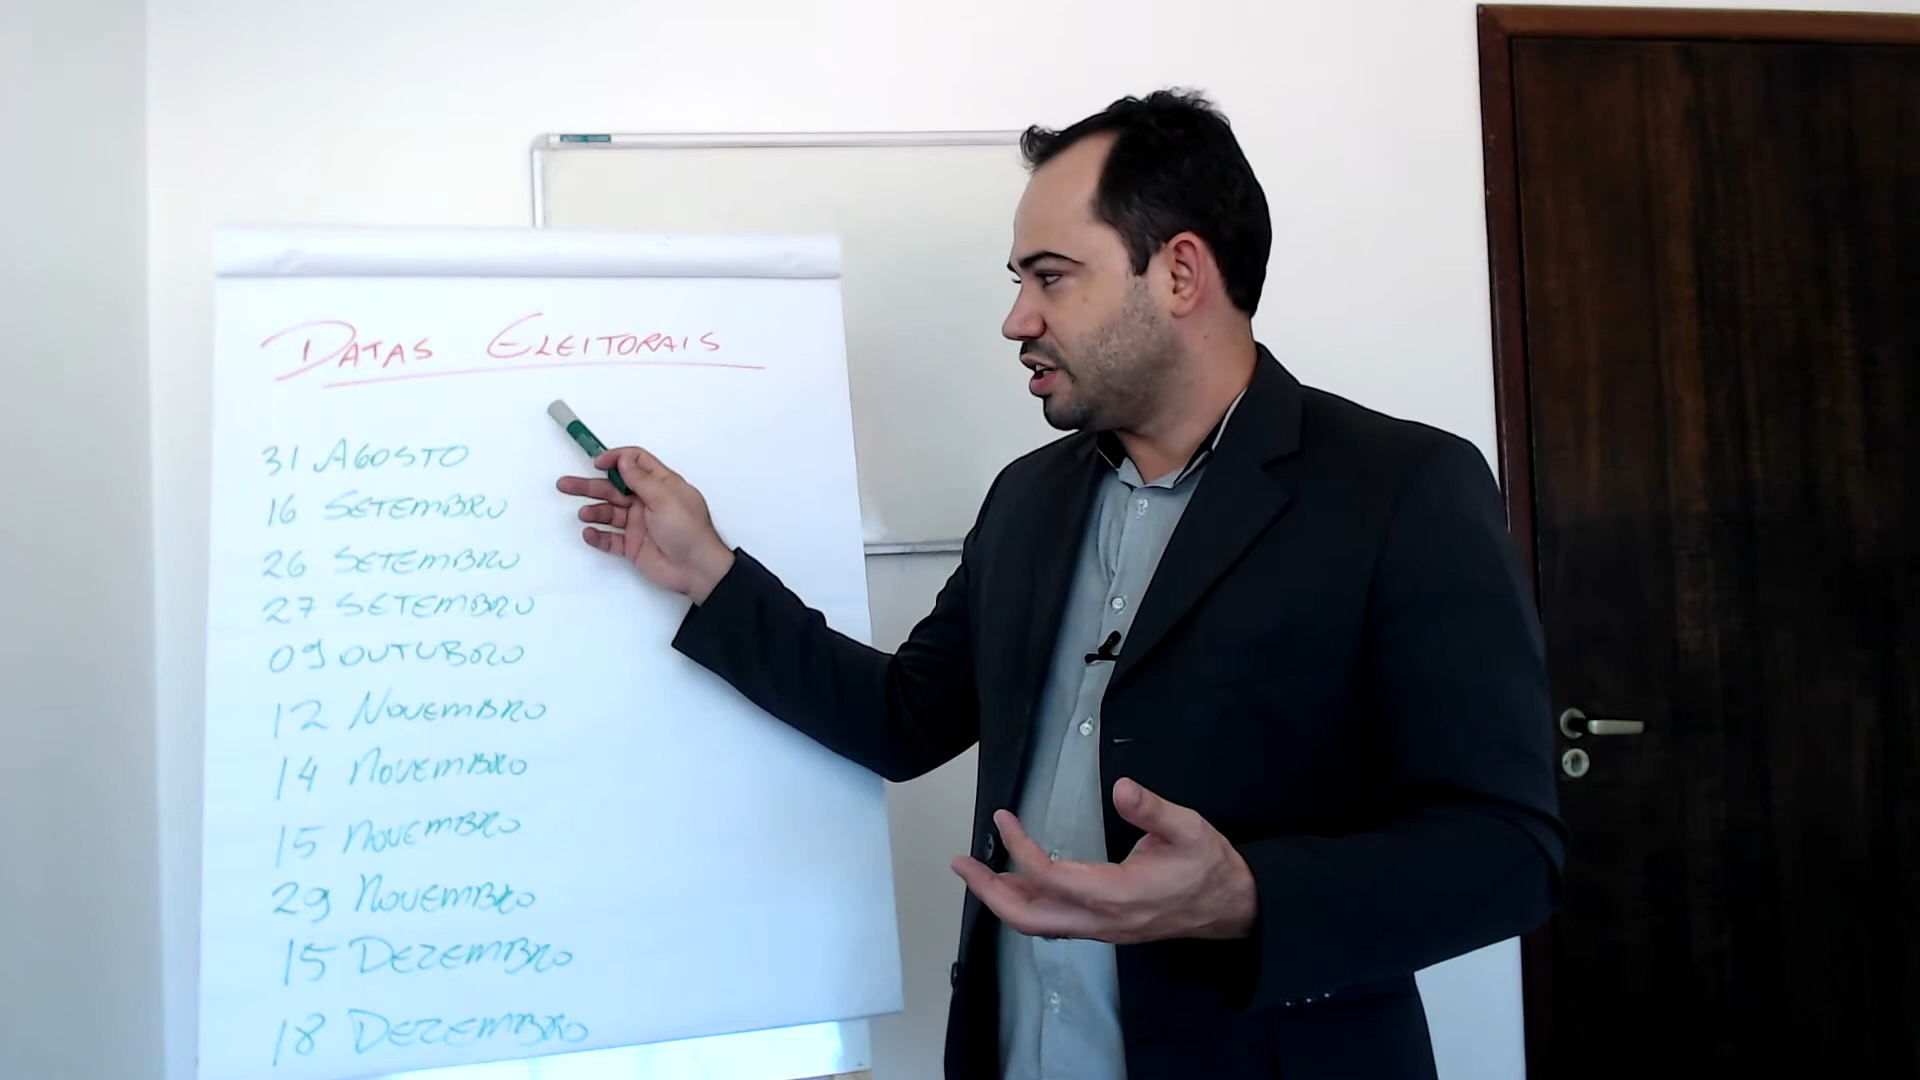 DATAS ELEITORAIS
31 AGOSTO
16 SETEMBRO
26 SETEMBRO
27 SETEMBRO
09 OUTUBRO
12 NOVEMBRO
14 NOVEMBRO
15 NOVEMBRO
29 NOVEMBRO
15 DEZEMBRO
18 DEZEMBRO